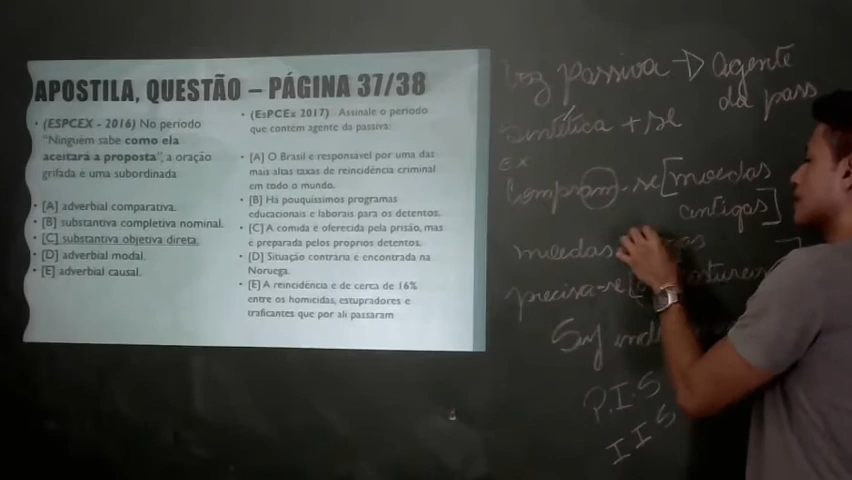 APOSTILA, QUESTÃO – PÁGINA 37/38
• (ESPCEX - 2016) No período
"Ninguém sabe como ela
aceitará a proposta", a oração
grifada é uma subordinada
• [A] adverbial comparativa.
• [B] substantiva completiva nominal.
• [C] substantiva objetiva direta.
• [D] adverbial modal.
• [E] adverbial causal.
• (EsPCEx 2017) Assinale o período
que contém agente da passiva:
• [A] O Brasil é responsável por uma das
mais altas taxas de reincidência criminal
em todo o mundo.
• [B] Há pouquíssimos programas
educacionais e laborais para os detentos.
• [C] A comida é oferecida pela prisão, mas
é preparada pelos próprios detentos.
• [D] Situação contrária é encontrada na
Noruega.
• [E] A reincidência é de cerca de 16%
entre os homicidas, estupradores e
traficantes que por ali passaram
Voz passiva → Agente
da pass
Sintética + se
Ex
Compram-se [moedas
antigas]
moedas
precisa-se [
Suj
P.I.S
I I S